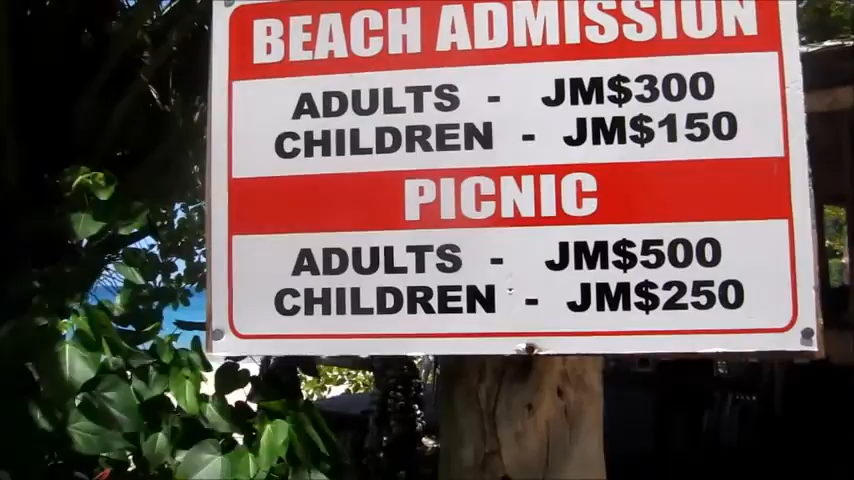 BEACH ADMISSION
ADULTS - JM$300
CHILDREN - JM$150
PICNIC
ADULTS - JM$500
CHILDREN - JM$250